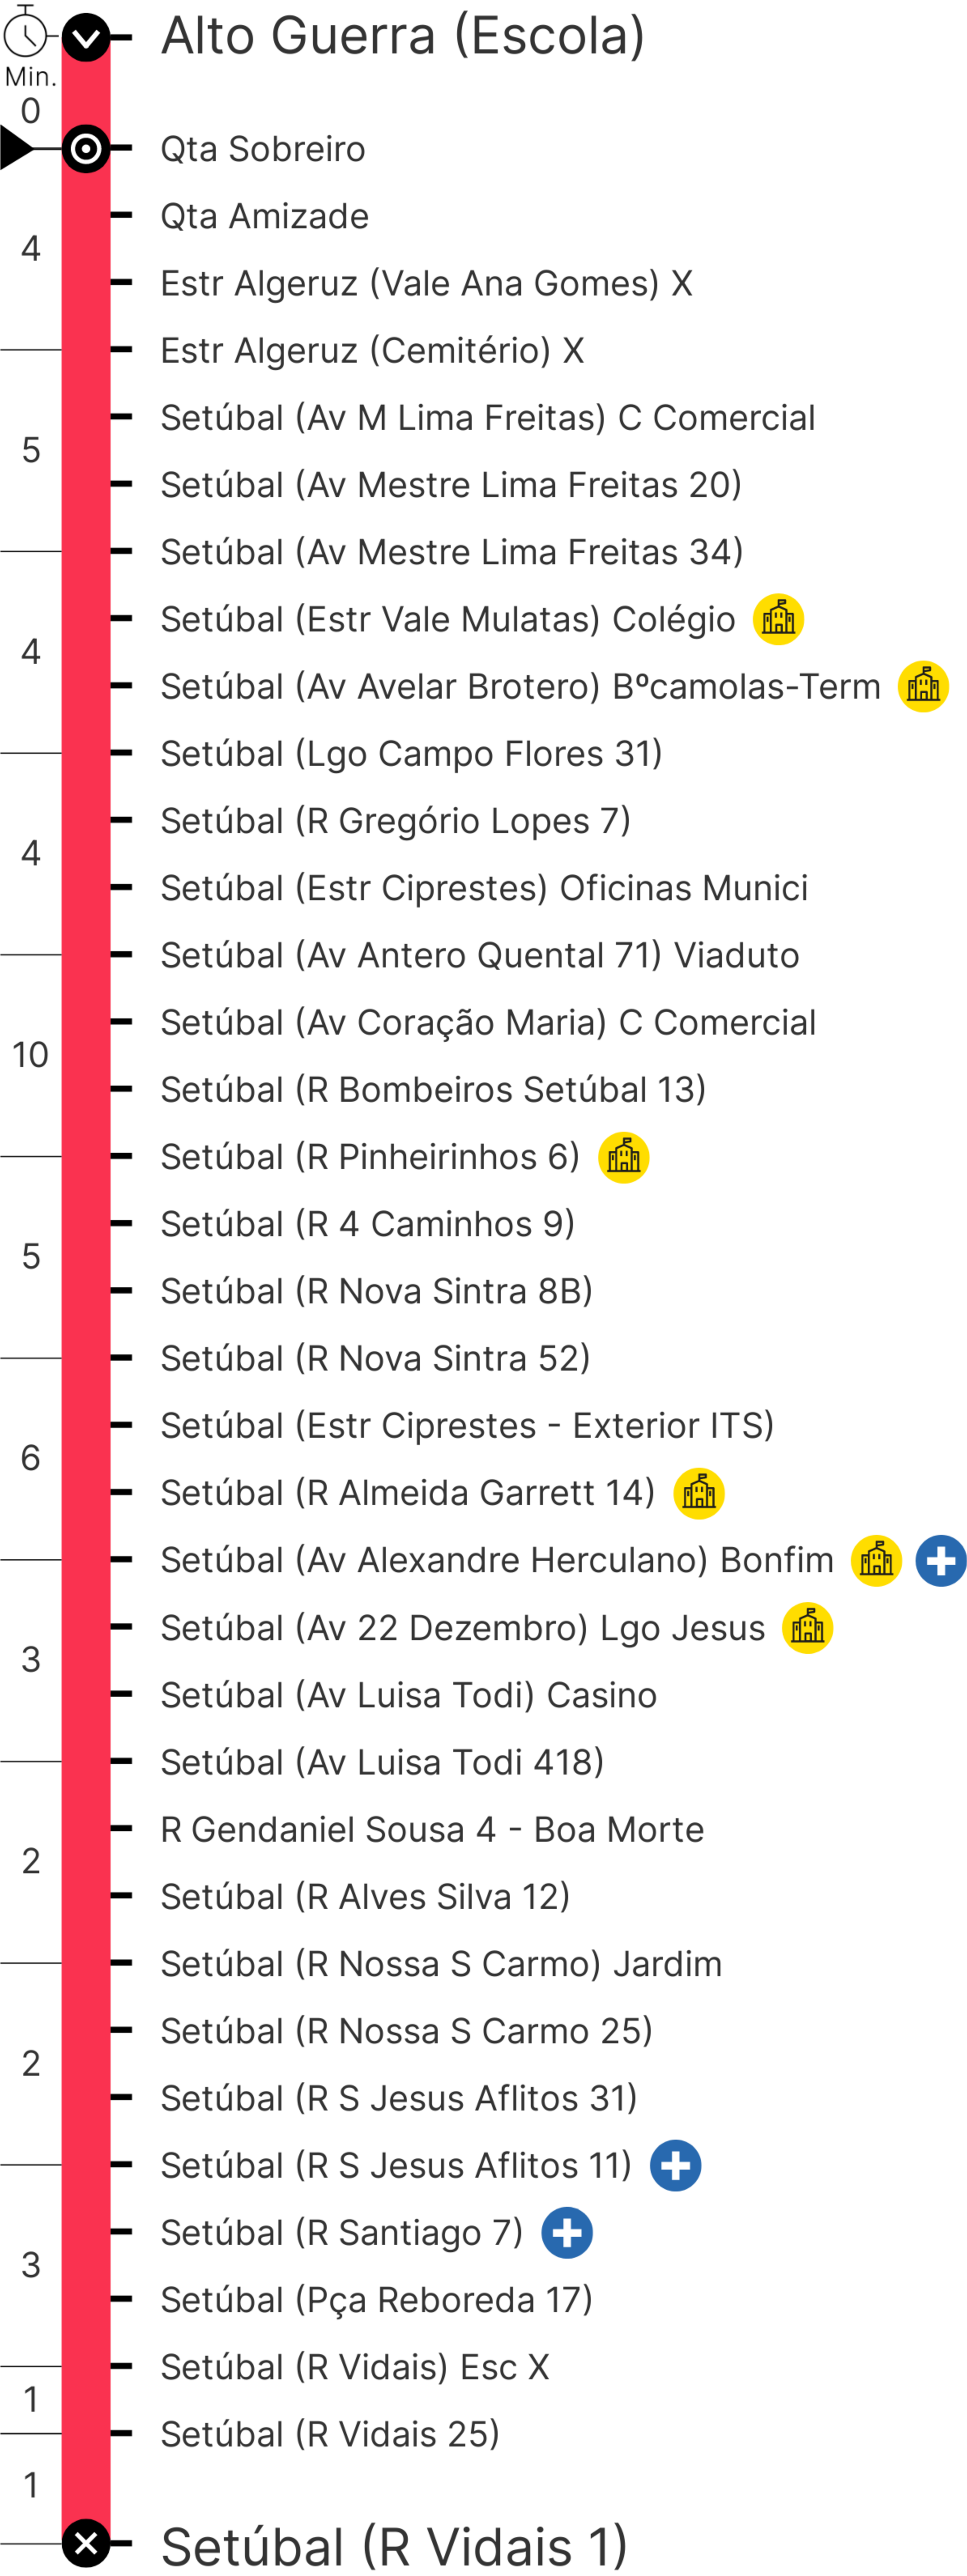 Alto Guerra (Escola)
Min.
0
Qta Sobreiro
Qta Amizade
4
Estr Algeruz (Vale Ana Gomes) X
Estr Algeruz (Cemitério) X
Setúbal (Av M Lima Freitas) C Comercial
5
Setúbal (Av Mestre Lima Freitas 20)
Setúbal (Av Mestre Lima Freitas 34)
Setúbal (Estr Vale Mulatas) Colégio
4
Setúbal (Av Avelar Brotero) Bºcamolas-Term
Setúbal (Lgo Campo Flores 31)
Setúbal (R Gregório Lopes 7)
4
Setúbal (Estr Ciprestes) Oficinas Munici
Setúbal (Av Antero Quental 71) Viaduto
Setúbal (Av Coração Maria) C Comercial
10
Setúbal (R Bombeiros Setúbal 13)
Setúbal (R Pinheirinhos 6)
Setúbal (R 4 Caminhos 9)
5
Setúbal (R Nova Sintra 8B)
Setúbal (R Nova Sintra 52)
Setúbal (Estr Ciprestes - Exterior ITS)
6
Setúbal (R Almeida Garrett 14)
Setúbal (Av Alexandre Herculano) Bonfim
Setúbal (Av 22 Dezembro) Lgo Jesus
3
Setúbal (Av Luisa Todi) Casino
Setúbal (Av Luisa Todi 418)
R Gendaniel Sousa 4 - Boa Morte
2
Setúbal (R Alves Silva 12)
Setúbal (R Nossa S Carmo) Jardim
Setúbal (R Nossa S Carmo 25)
2
Setúbal (R S Jesus Aflitos 31)
Setúbal (R S Jesus Aflitos 11)
Setúbal (R Santiago 7)
3
Setúbal (Pça Reboreda 17)
Setúbal (R Vidais) Esc X
1
Setúbal (R Vidais 25)
1
Setúbal (R Vidais 1)